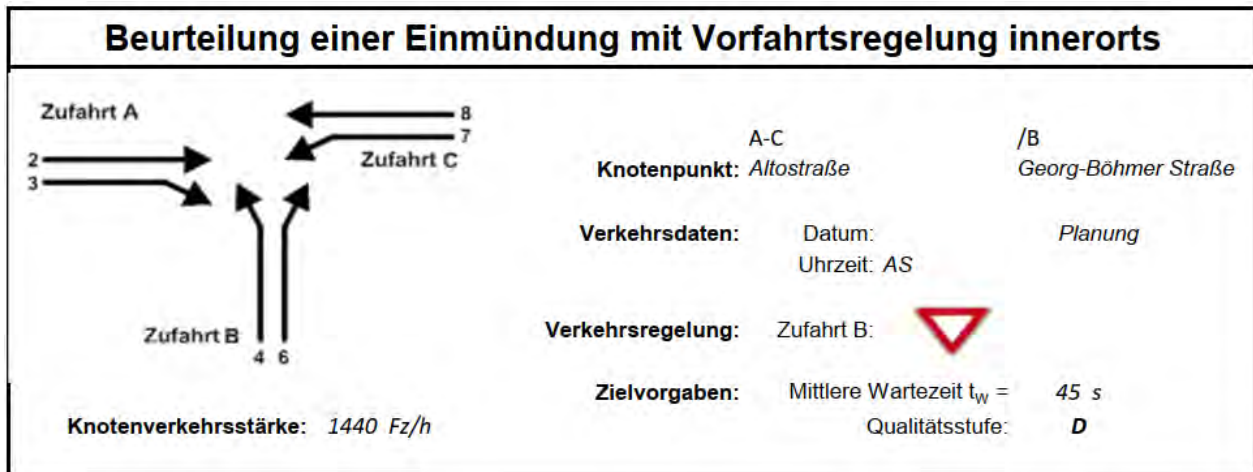 Beurteilung einer Einmündung mit Vorfahrtsregelung innerorts
Zufahrt A
8
7
Zufahrt C
2
3
Zufahrt B
4 6
Knotenverkehrsstärke: 1440 Fz/h
A-C /B
Knotenpunkt: Altostraße Georg-Böhmer Straße
Verkehrsdaten: Datum: Planung
Uhrzeit: AS
Verkehrsregelung: Zufahrt B:
Zielvorgaben: Mittlere Wartezeit tW = 45 s
Qualitätsstufe: D